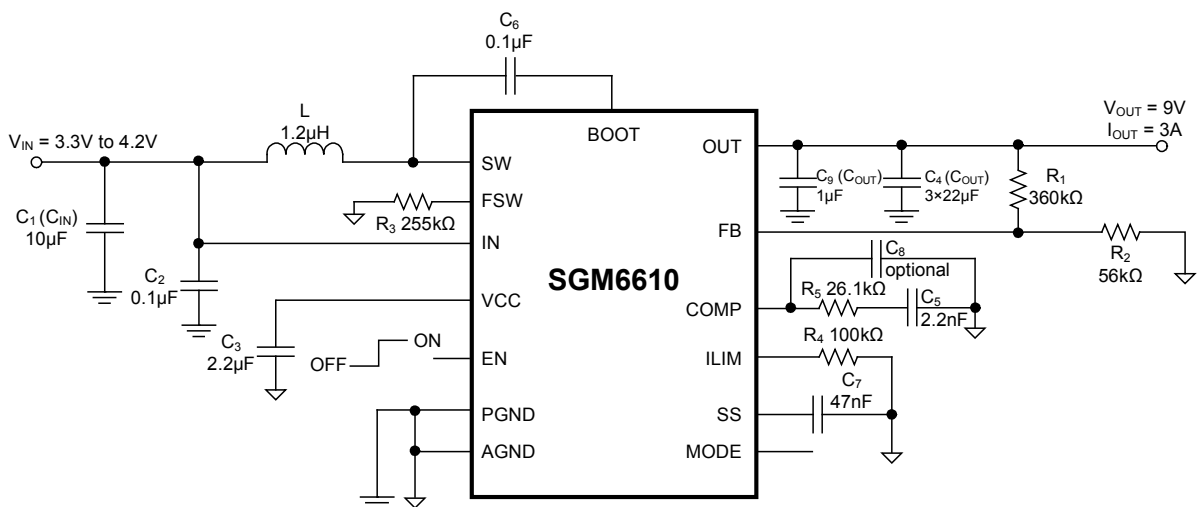 C6
0.1µF
L
1.2µH
VIN = 3.3V to 4.2V
C1 (CIN)
10µF
C2
0.1µF
R3 255kΩ
C3
2.2µF
OFF
ON
BOOT
SW
FSW
IN
VCC
EN
PGND
AGND
SGM6610
OUT
FB
COMP
ILIM
SS
MODE
VOUT = 9V
IOUT = 3A
C9 (COUT)
1µF
C4 (COUT)
3×22µF
R1
360kΩ
R2
56kΩ
C8
optional
R5 26.1kΩ
C5
2.2nF
R4 100kΩ
C7
47nF